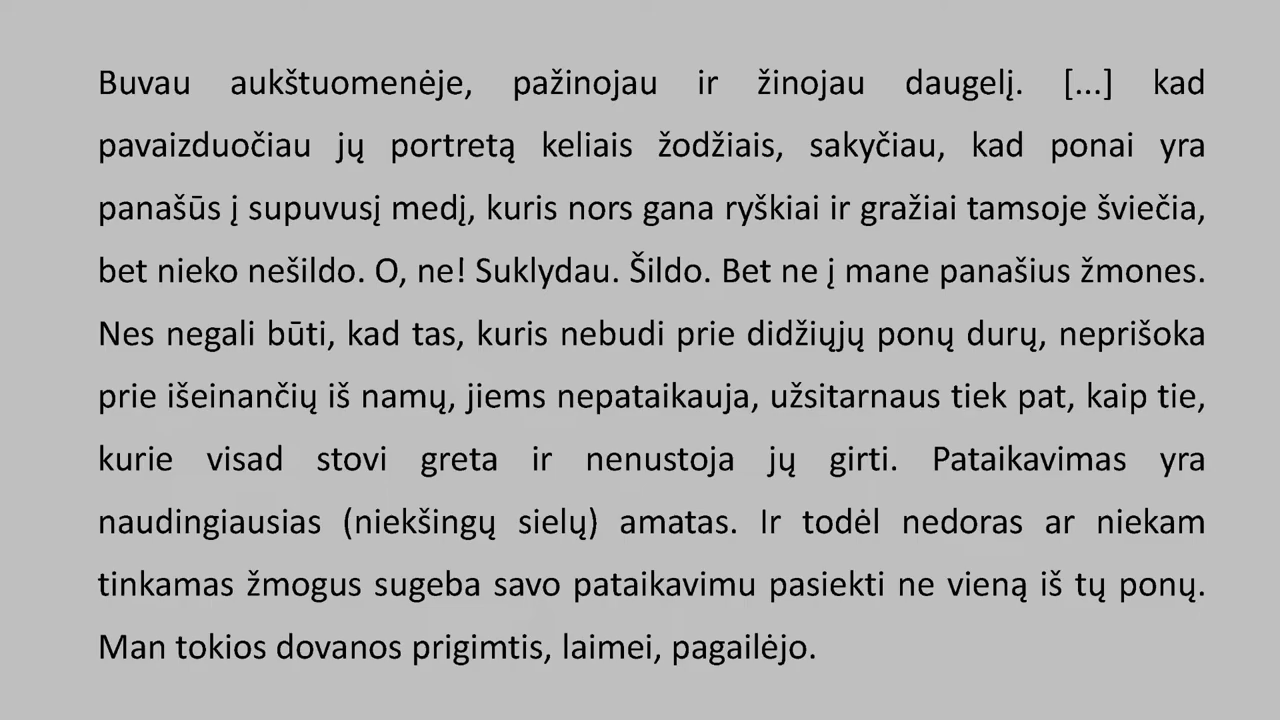 Buvau aukštuomenėje, pažinojau ir žinojau daugelį. [...] kad
pavaizduočiau jų portretą keliais žodžiais, sakyčiau, kad ponai yra
panašūs į supuvusį medį, kuris nors gana ryškiai ir gražiai tamsoje šviečia,
bet nieko nešildo. O, ne! Suklydau. Šildo. Bet ne į mane panašius žmones.
Nes negali būti, kad tas, kuris nebudi prie didžiųjų ponų durų, neprišoka
prie išeinančių iš namų, jiems nepataikauja, užsitarnaus tiek pat, kaip tie,
kurie visad stovi greta ir nenustoja jų girti. Pataikavimas yra
naudingiausias (niekšingų sielų) amatas. Ir todėl nedoras ar niekam
tinkamas žmogus sugeba savo pataikavimu pasiekti ne vieną iš tų ponų.
Man tokios dovanos prigimtis, laimei, pagailėjo.